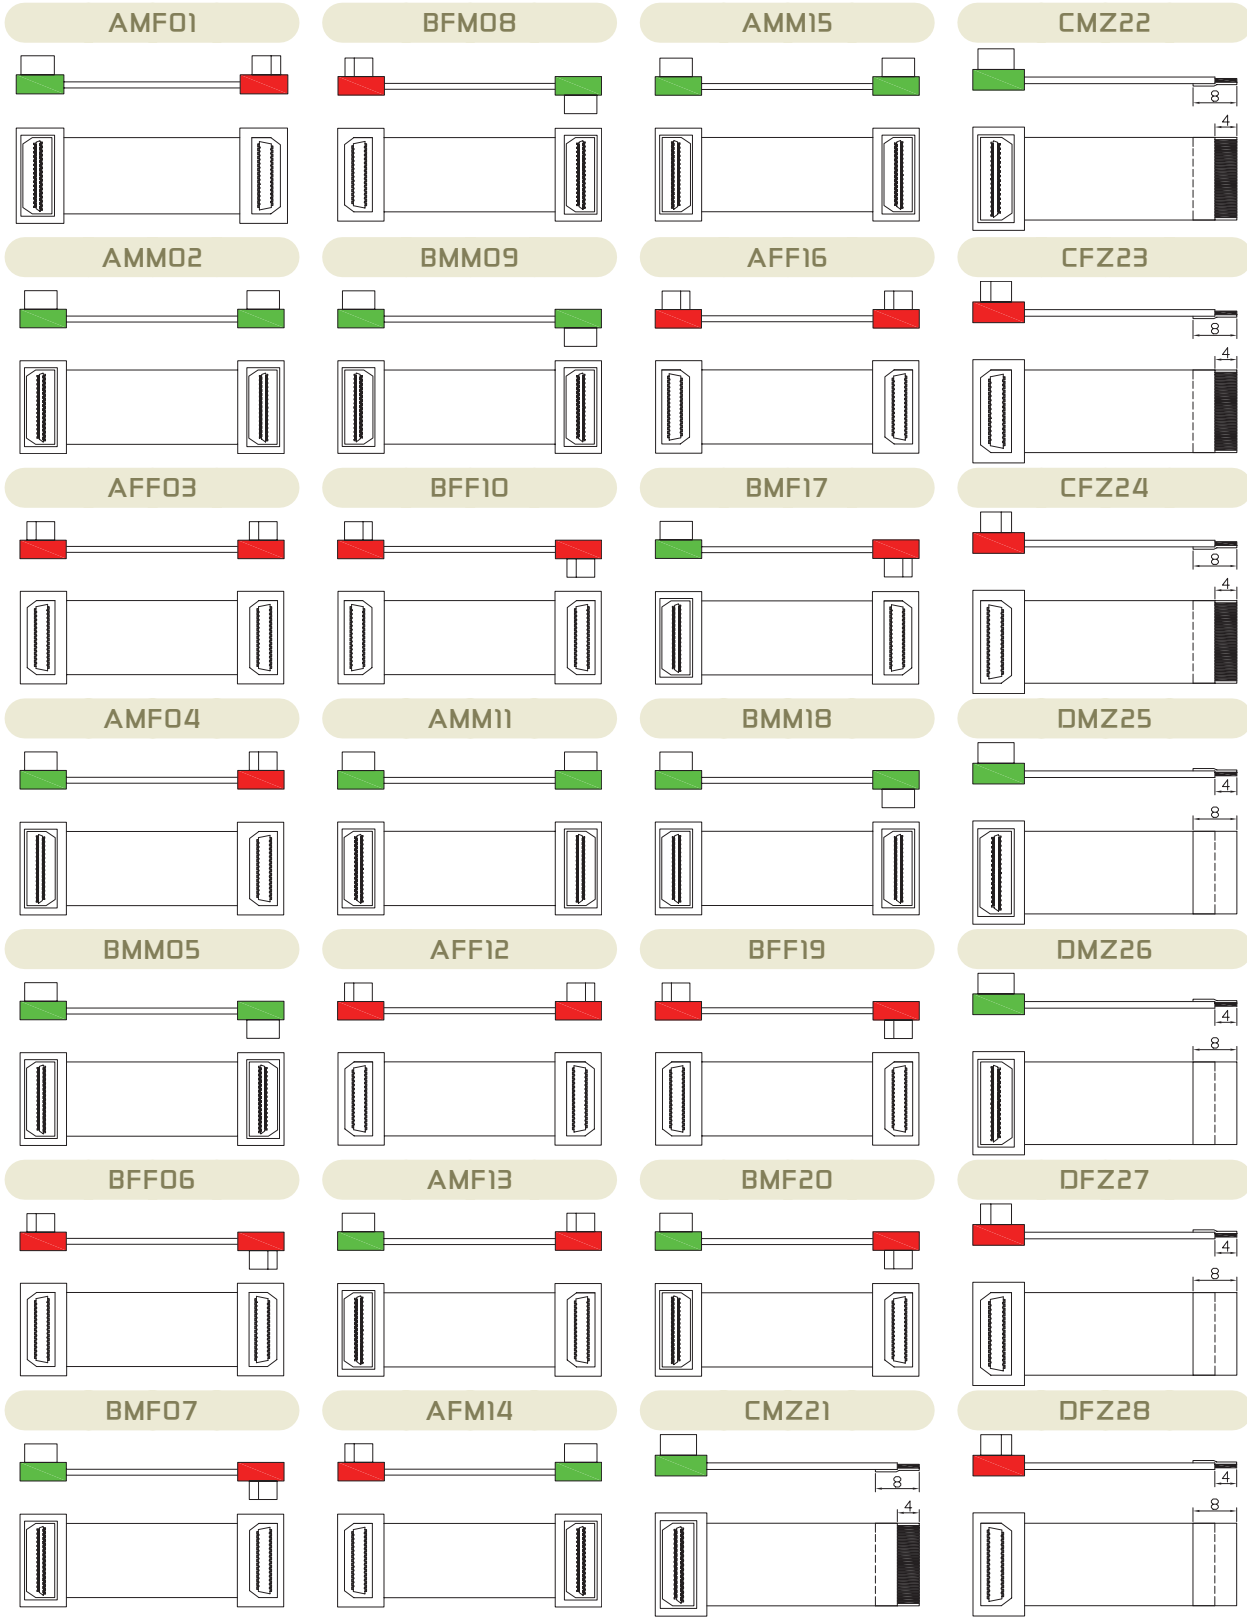 AMF01 BFM08 AMM15 CMZ22
8
4
AMM02 BMM09 AFF16 CFZ23
8
4
AFF03 BFF10 BMF17 CFZ24
8
4
AMF04 AMM11 BMM18 DMZ25
4
8
BMM05 AFF12 BFF19 DMZ26
4
8
BFF06 AMF13 BMF20 DFZ27
4
8
BMF07 AFM14 CMZ21 DFZ28
8 4
4 8